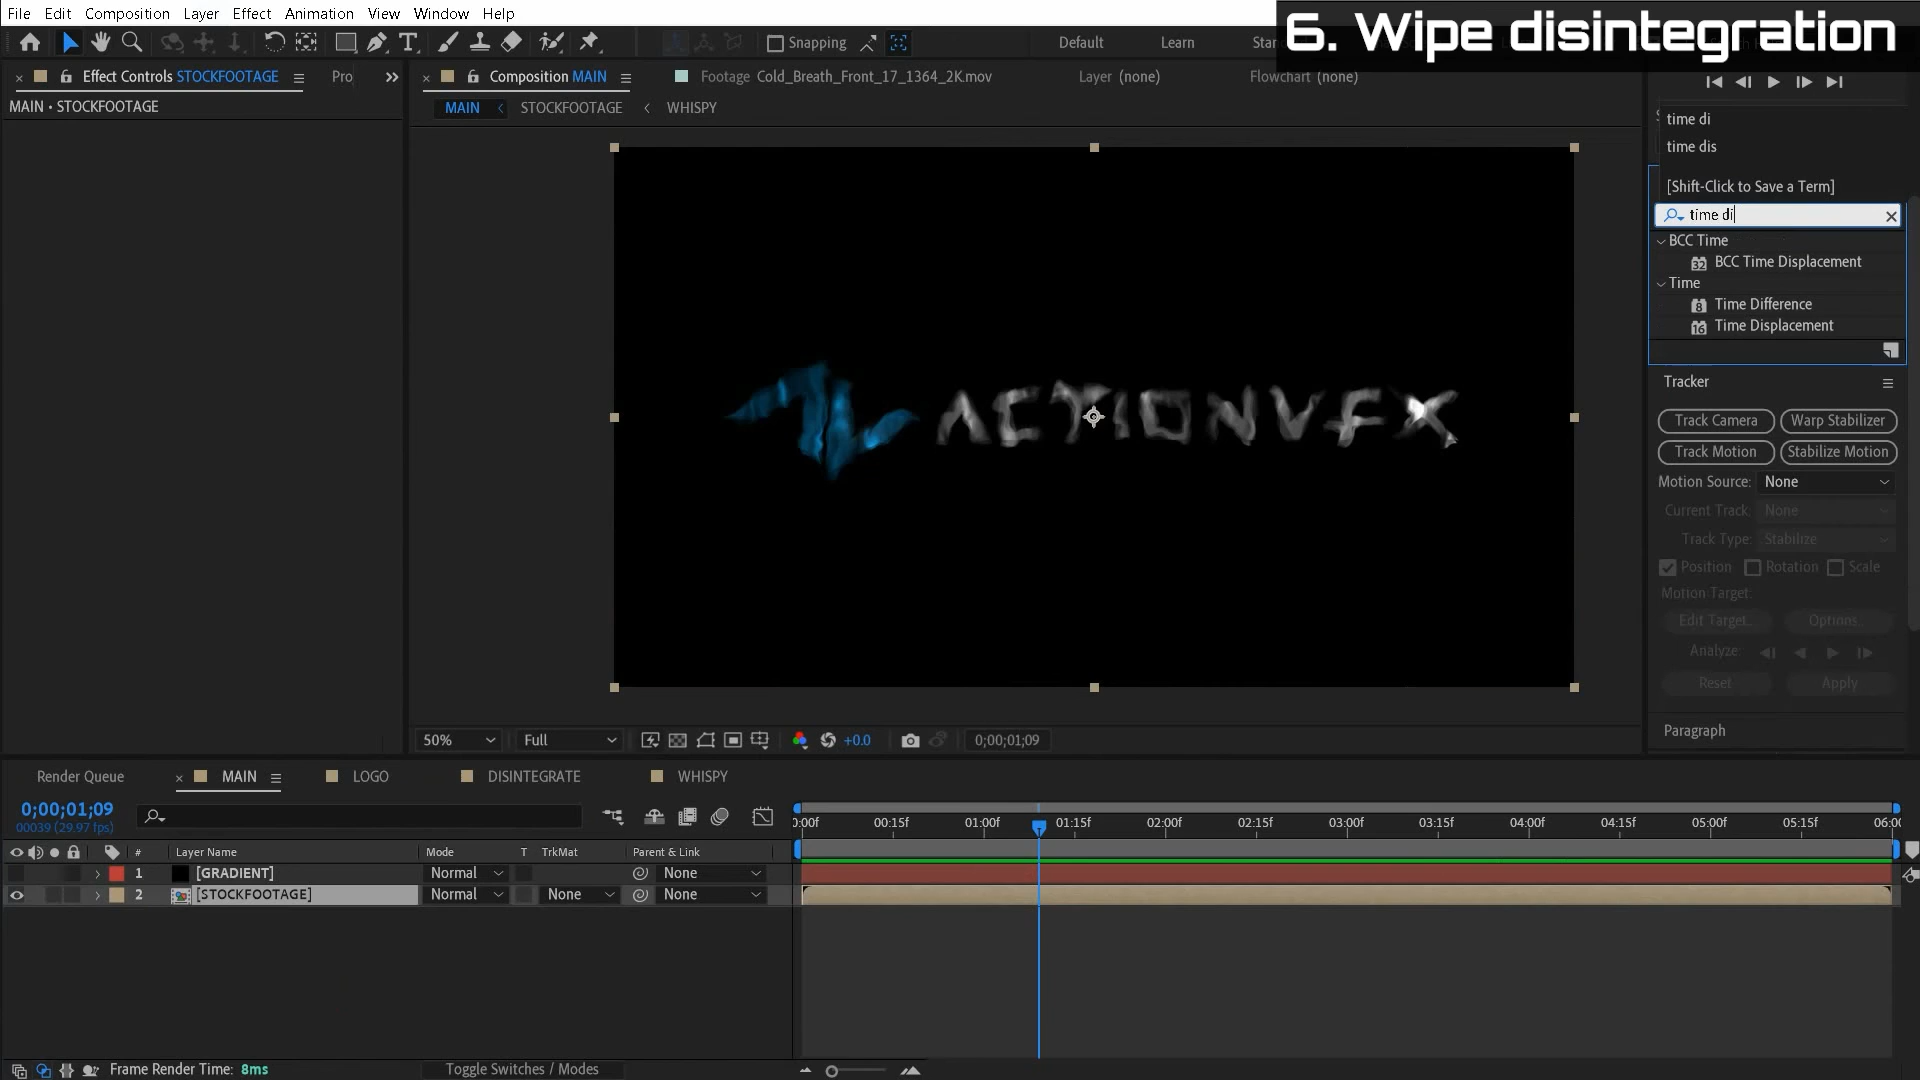 File Edit Composition Layer Effect Animation View Window Help
6. Wipe disintegration
Snapping
Default Learn
Effect Controls STOCKFOOTAGE Pro
Composition MAIN
Footage Cold_Breath_Front_17_1364_2K.mov
Layer (none)
Flowchart (none)
MAIN • STOCKFOOTAGE
MAIN STOCKFOOTAGE WHISPY
time di
time dis
[Shift-Click to Save a Term]
time di
BCC Time
32 BCC Time Displacement
Time
8 Time Difference
16 Time Displacement
ACTIONVFX
Tracker
Track Camera Warp Stabilizer
Track Motion Stabilize Motion
Motion Source: None
Current Track: None
Track Type: Stabilize
Position Rotation Scale
Motion Target:
Edit Target... Options...
Analyze:
Reset Apply
Paragraph
50% Full +0.0 0;00;01;09
Render Queue MAIN LOGO DISINTEGRATE WHISPY
0;00;01;09
00039 (29.97 fps)
0:00f 00:15f 01:00f 01:15f 02:00f 02:15f 03:00f 03:15f 04:00f 04:15f 05:00f 05:15f 06:00
# Layer Name Mode T TrkMat Parent & Link
1 [GRADIENT] Normal None
2 [STOCKFOOTAGE] Normal None None
Frame Render Time: 8ms Toggle Switches / Modes